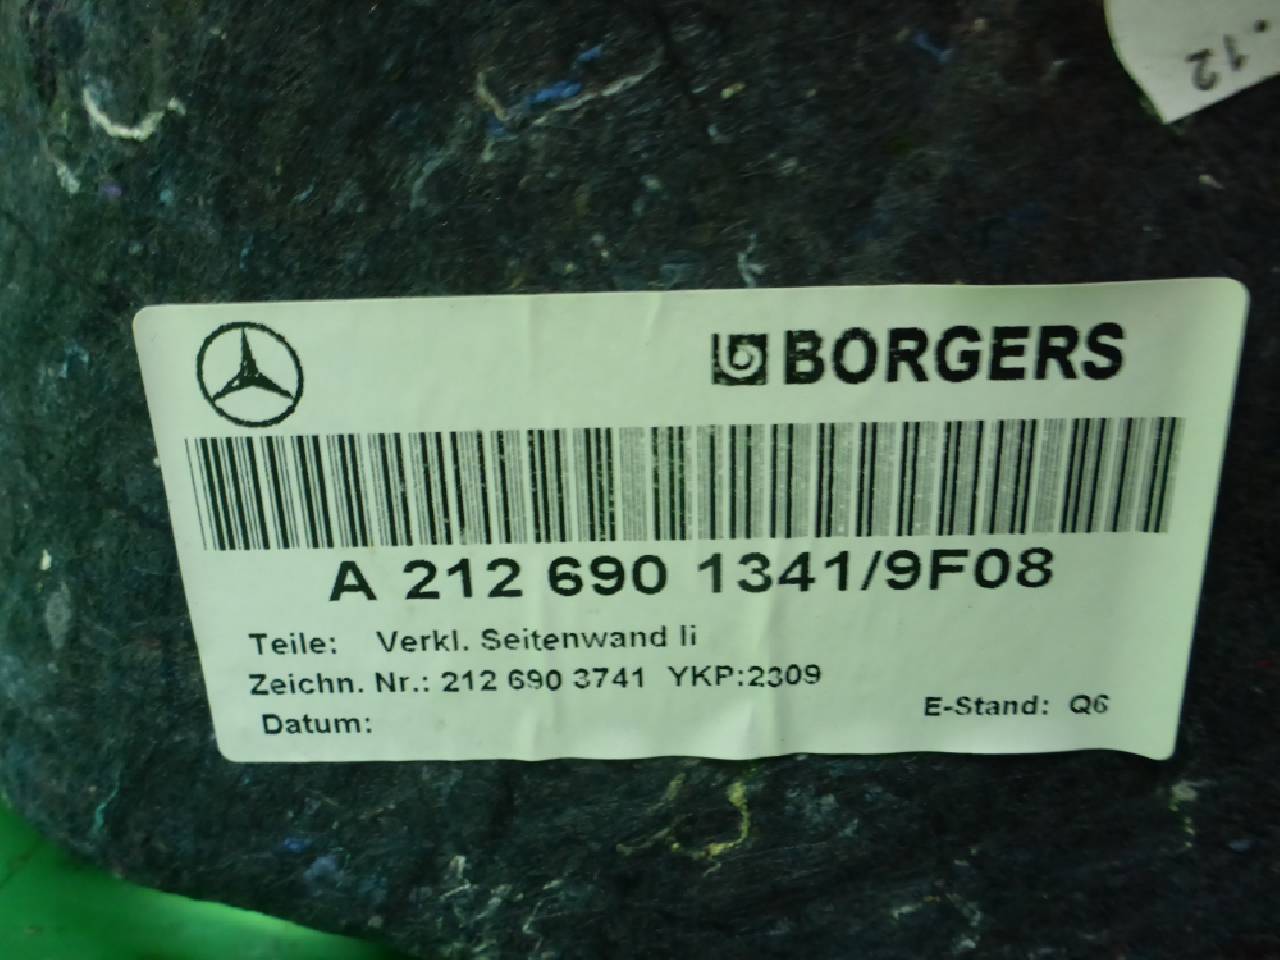 .12
BORGERS
A 212 690 1341/9F08
Teile: Verkl. Seitenwand li
Zeichn. Nr.: 212 690 3741 YKP:2309
E-Stand: Q6
Datum: